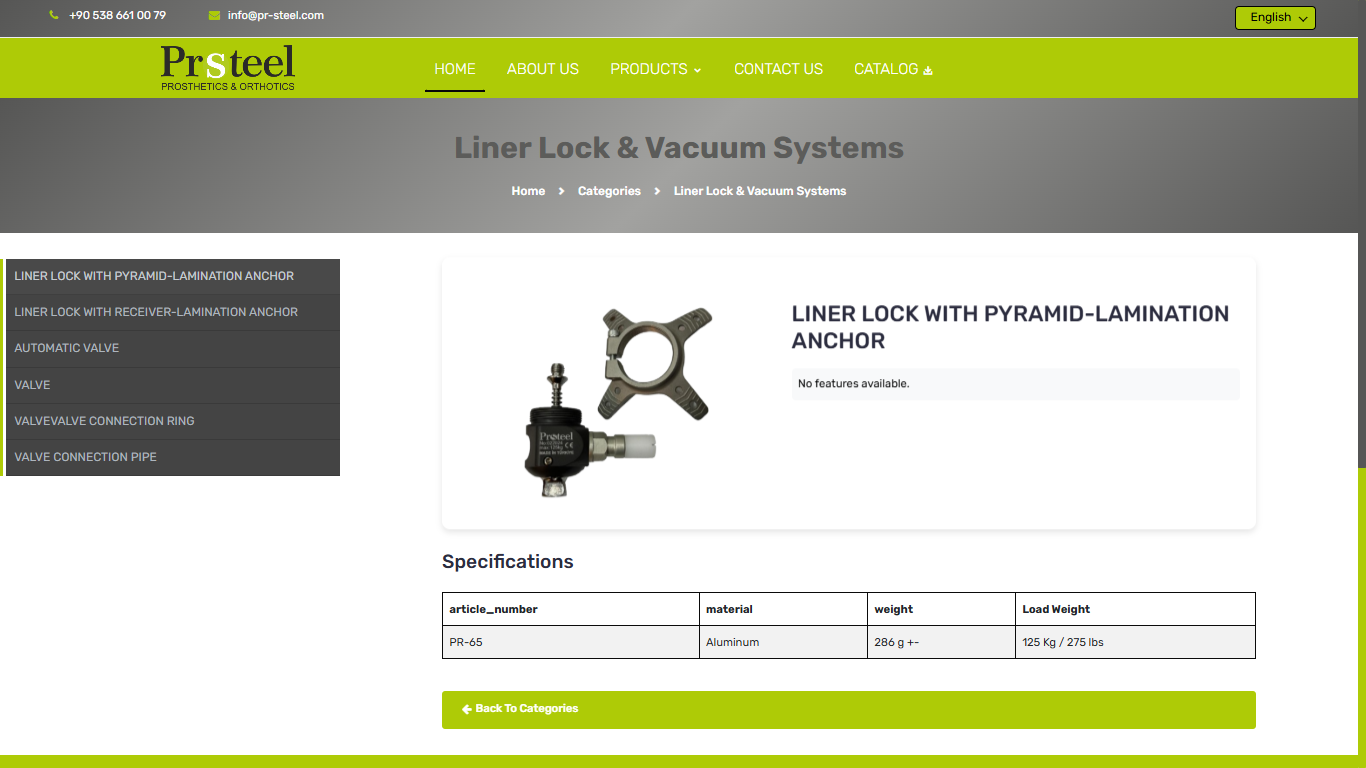 +90 538 661 00 79
info@pr-steel.com
English
Prsteel
PROSTHETICS & ORTHOTICS
HOME
ABOUT US
PRODUCTS
CONTACT US
CATALOG
Liner Lock & Vacuum Systems
Home
Categories
Liner Lock & Vacuum Systems
LINER LOCK WITH PYRAMID-LAMINATION ANCHOR
LINER LOCK WITH RECEIVER-LAMINATION ANCHOR
AUTOMATIC VALVE
VALVE
VALVEVALVE CONNECTION RING
VALVE CONNECTION PIPE
Prsteel
LINER LOCK WITH PYRAMID-LAMINATION
ANCHOR
No features available.
Specifications
article_number material weight Load Weight
PR-65 Aluminum 286 g +- 125 Kg / 275 lbs
Back To Categories